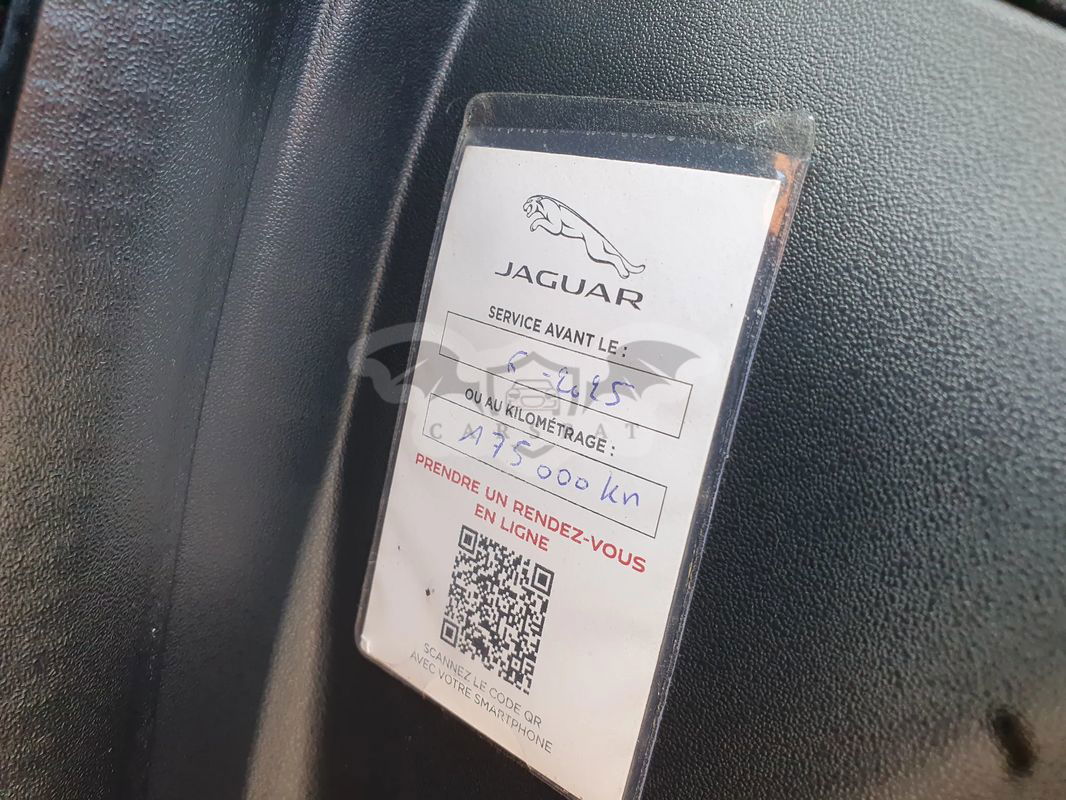 JAGUAR
SERVICE AVANT LE :
6 - 2025
OU AU KILOMÉTRAGE :
175 000 km
PRENDRE UN RENDEZ-VOUS
EN LIGNE
SCANNEZ LE CODE QR
AVEC VOTRE SMARTPHONE